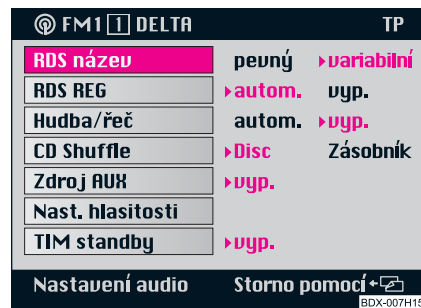 FM1 1 DELTA TP
RDS název pevný variabilní
RDS REG autom. vyp.
Hudba/řeč autom. vyp.
CD Shuffle Disc Zásobník
Zdroj AUX vyp.
Nast. hlasitosti
TIM standby vyp.
Nastavení audio Storno pomocí
BDX-007H15